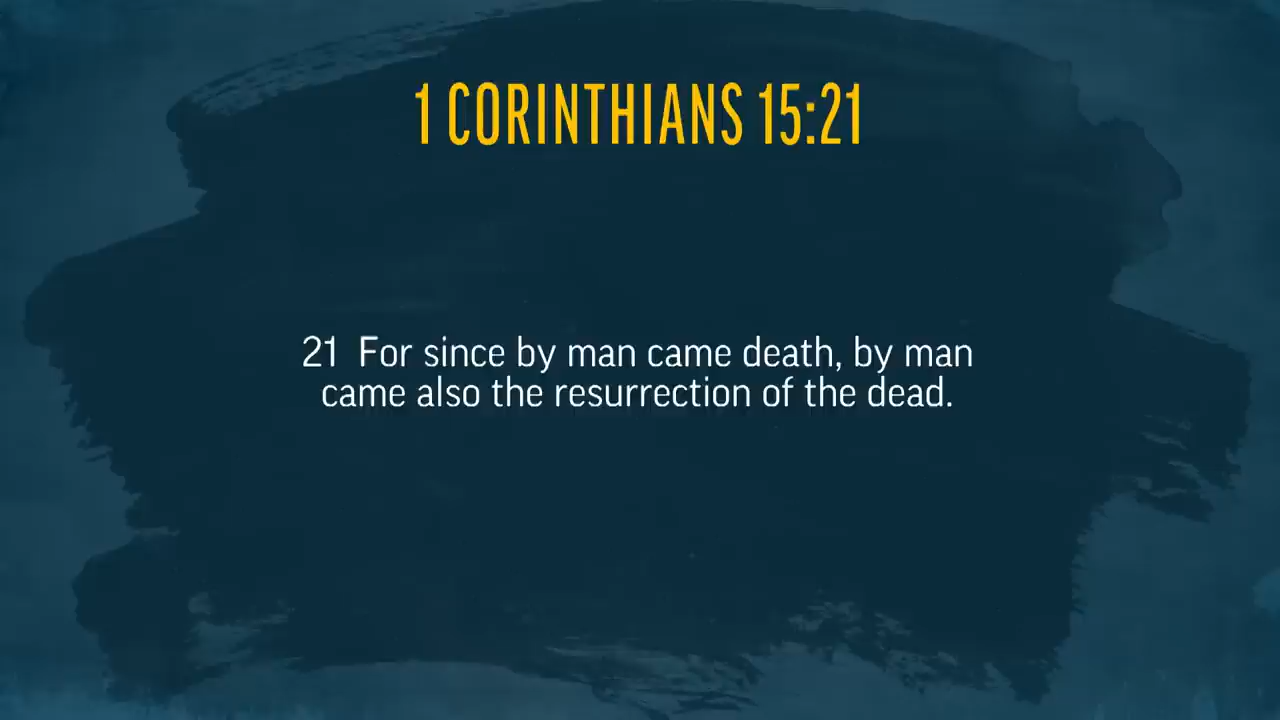 1 CORINTHIANS 15:21
21 For since by man came death, by man
came also the resurrection of the dead.